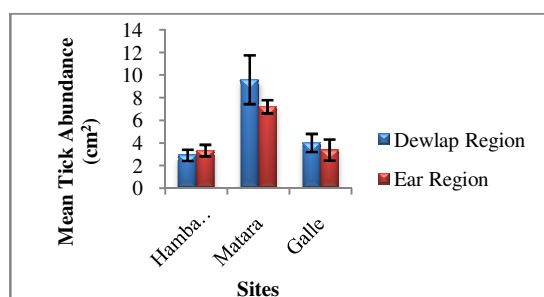 Mean Tick Abundance
(cm²)
14
12
10
8
6
4
2
0
Hamba…
Matara
Galle
Sites
Dewlap Region
Ear Region